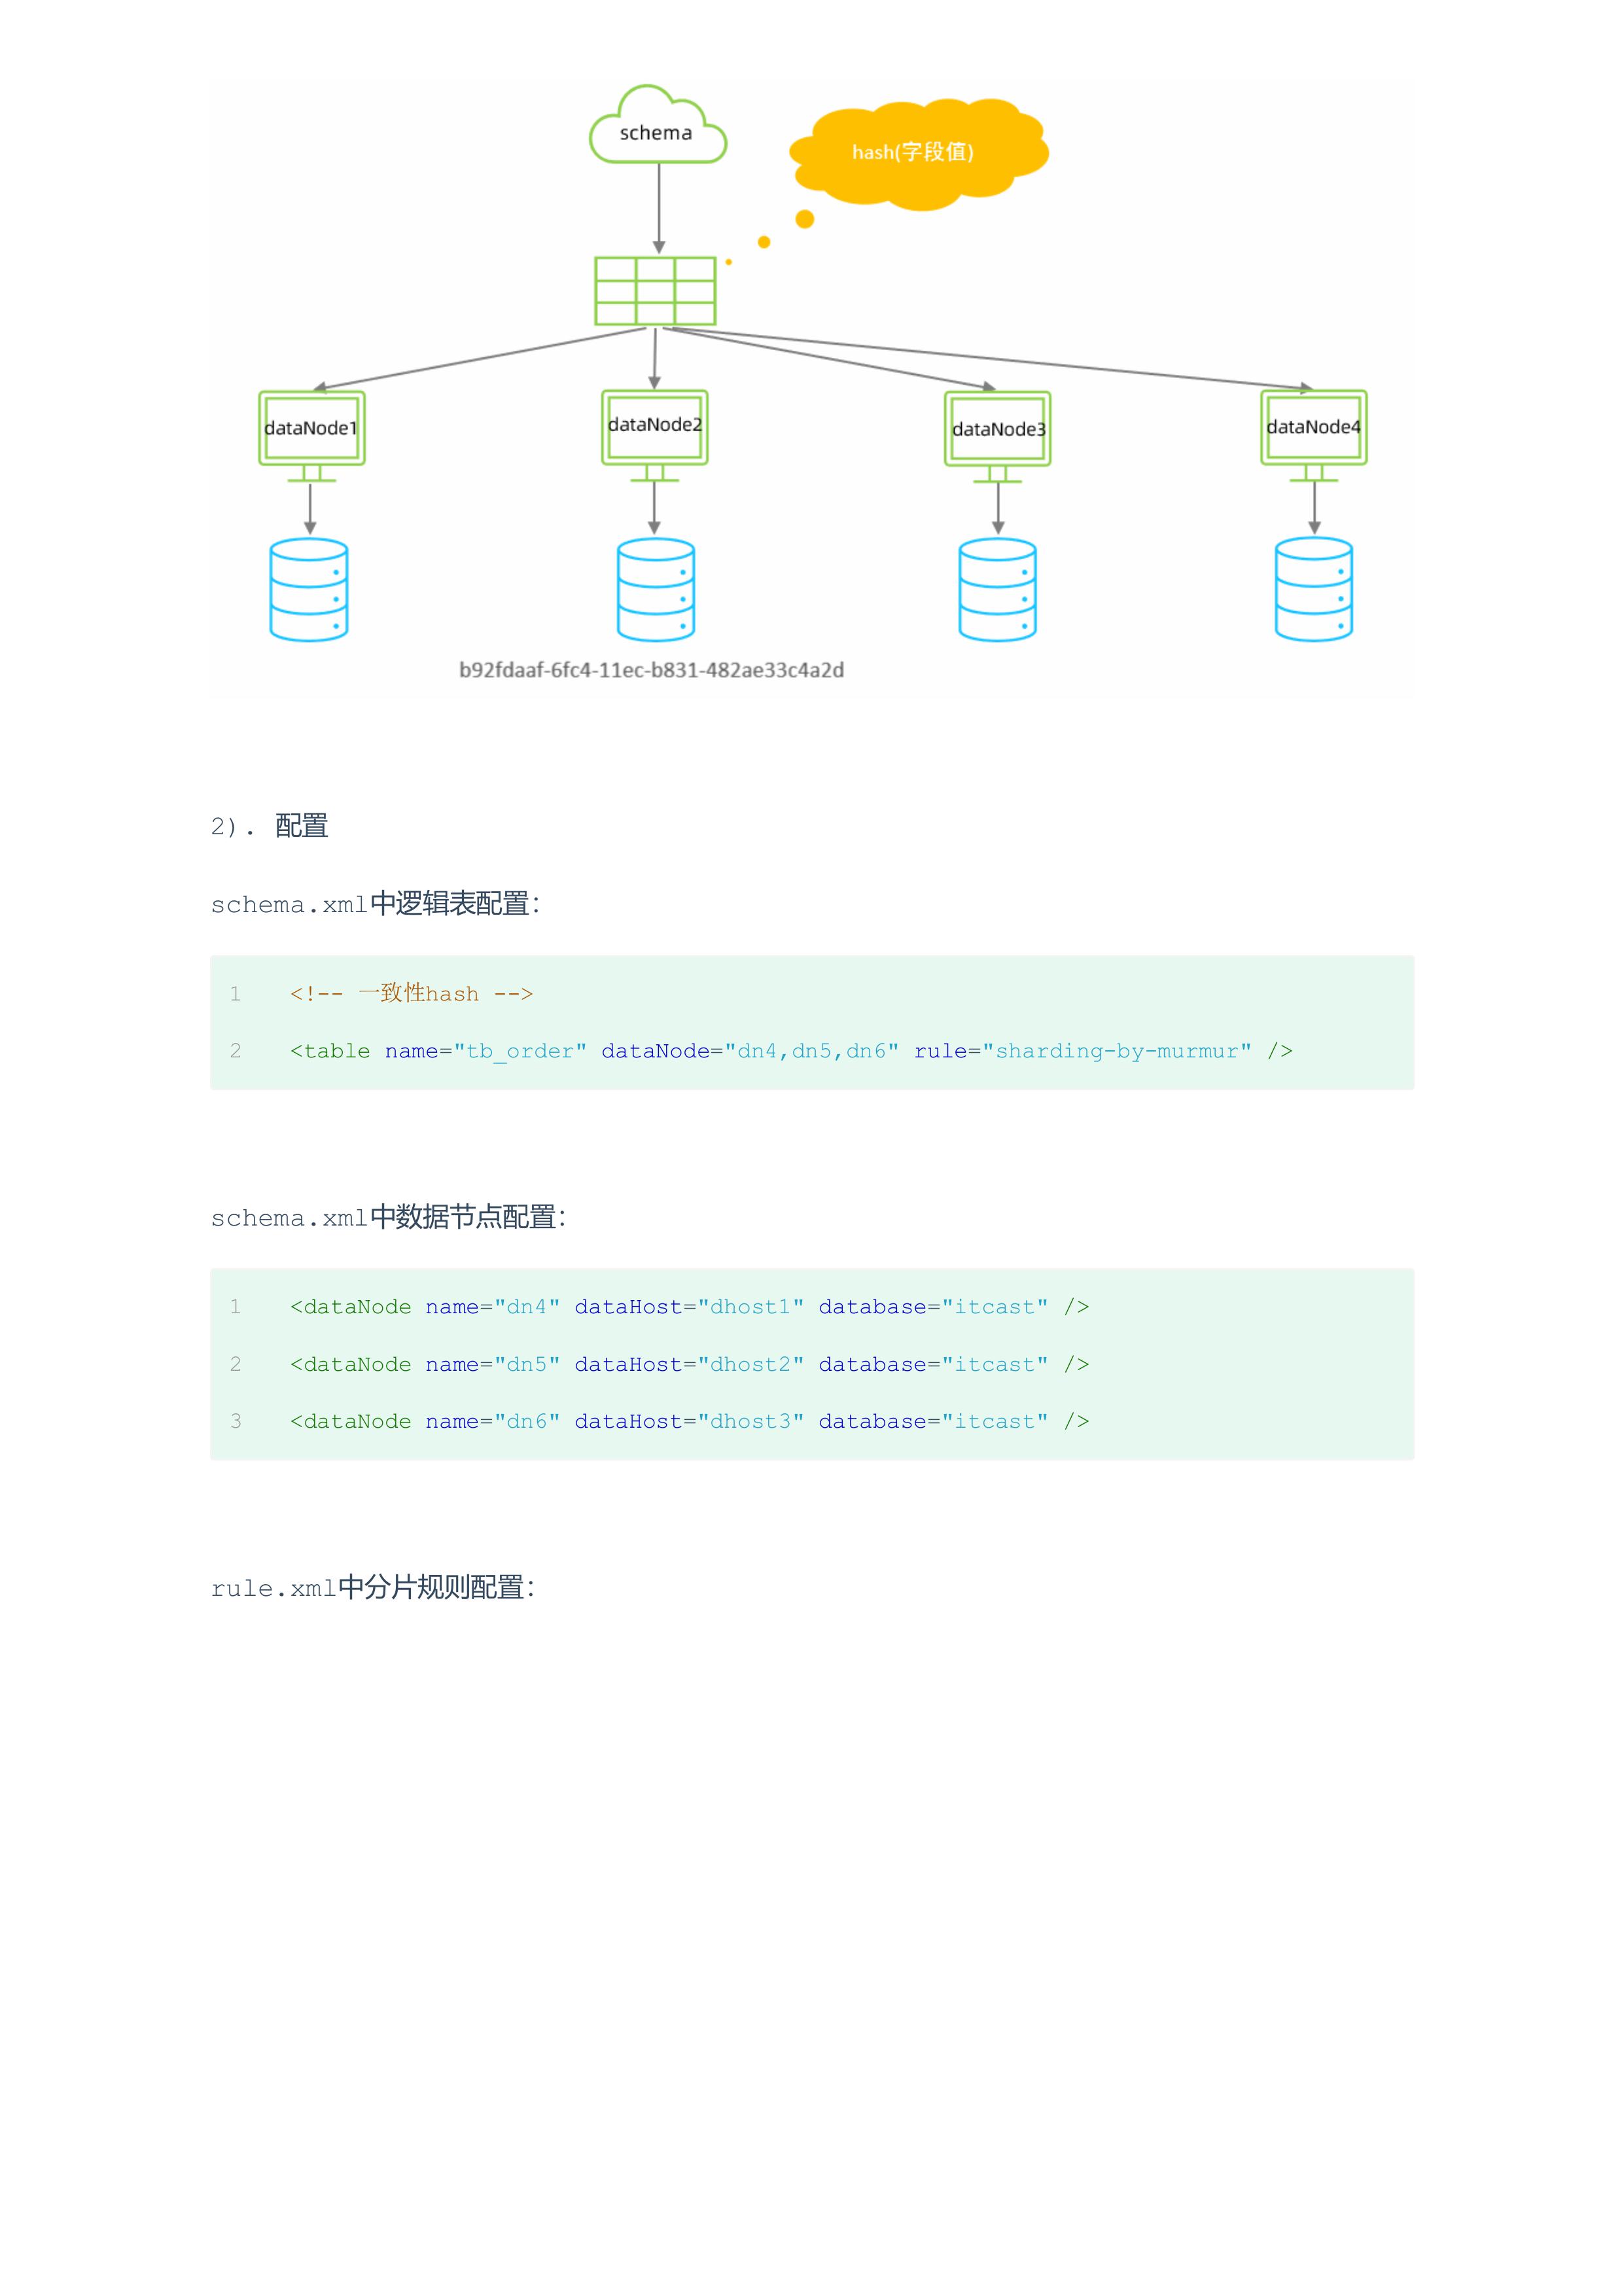 schema
hash(字段值)
dataNode1
dataNode2
dataNode3
dataNode4
b92fdaaf-6fc4-11ec-b831-482ae33c4a2d
2). 配置
schema.xml中逻辑表配置：
1 <!-- 一致性hash -->
2 <table name="tb_order" dataNode="dn4,dn5,dn6" rule="sharding-by-murmur" />
schema.xml中数据节点配置：
1 <dataNode name="dn4" dataHost="dhost1" database="itcast" />
2 <dataNode name="dn5" dataHost="dhost2" database="itcast" />
3 <dataNode name="dn6" dataHost="dhost3" database="itcast" />
rule.xml中分片规则配置：